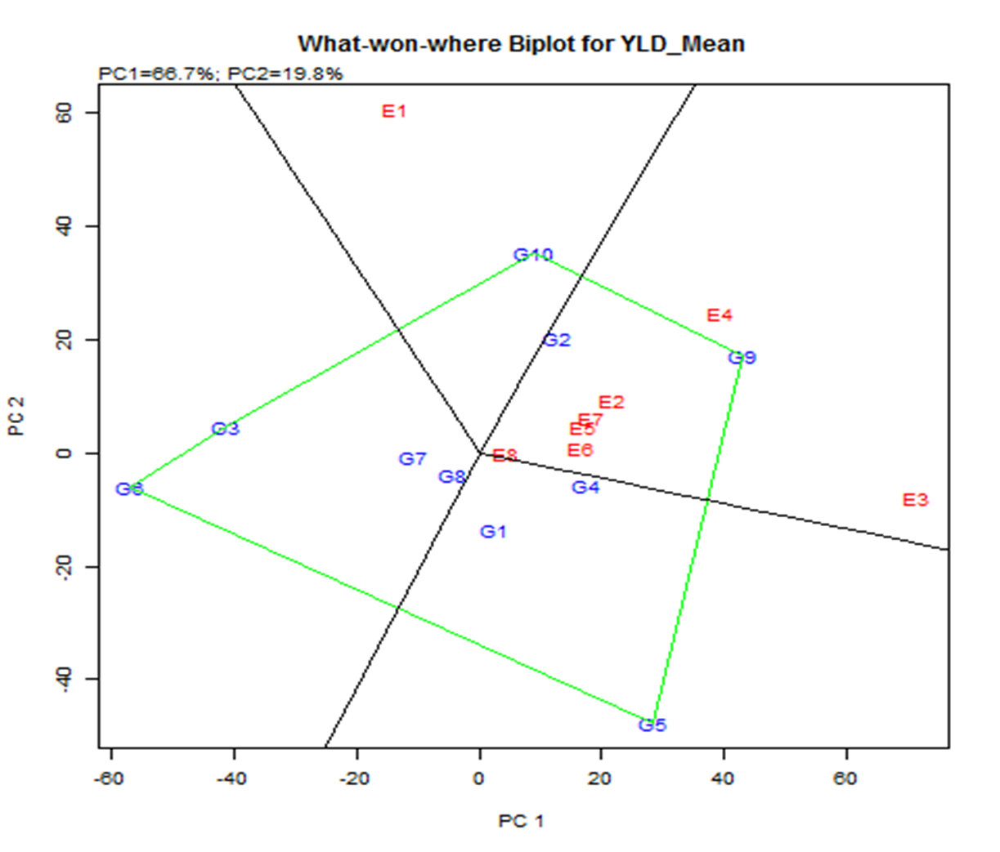 What-won-where Biplot for YLD_Mean
PC1=66.7%; PC2=19.8%
60
E1
40
G10
E4
20
G2
G9
E2
E7
G3
E5
PC 2
0
E8
E6
G7
G8
G4
G6
E3
G1
-20
-40
G5
-60
-40
-20
0
20
40
60
PC 1